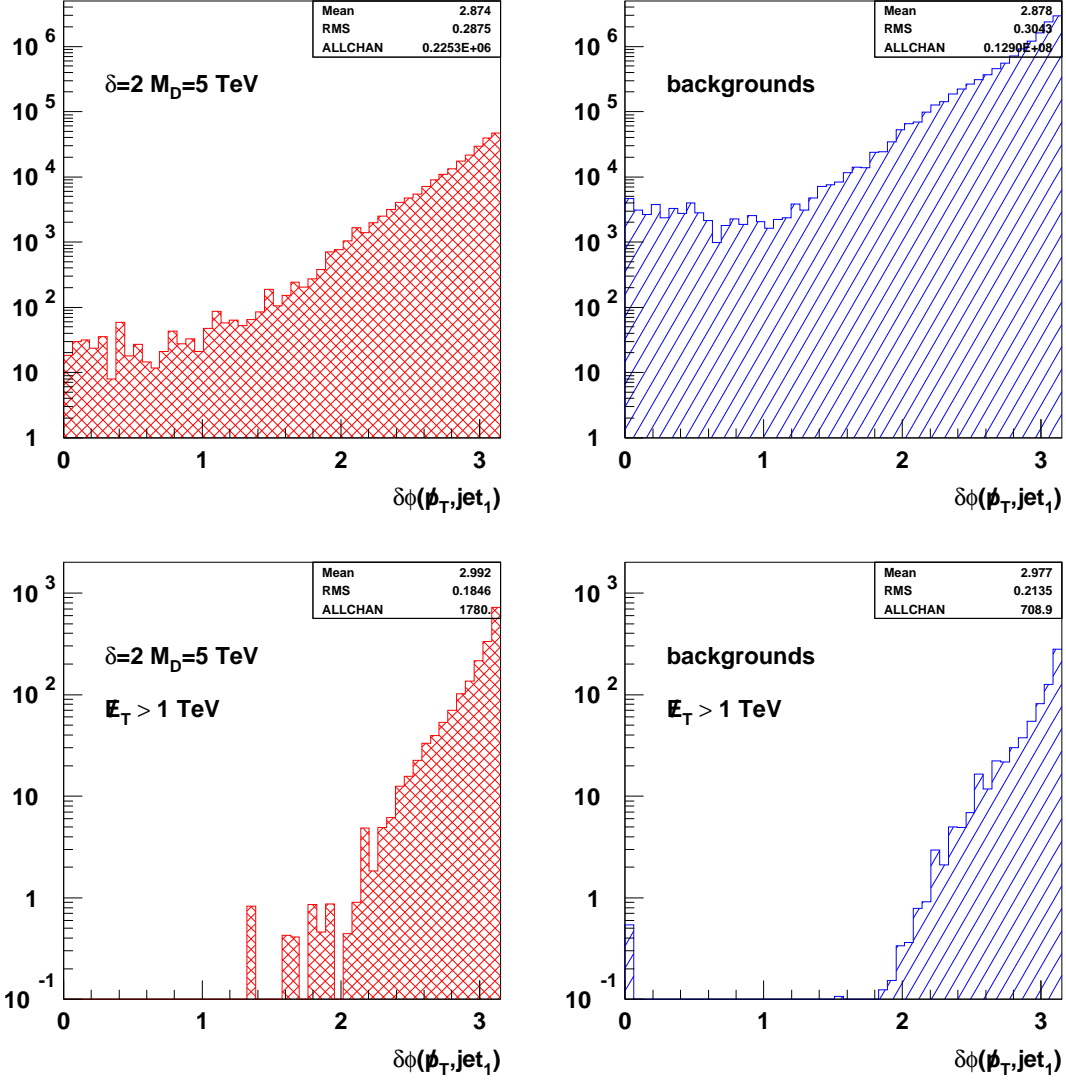 Mean 2.874
RMS 0.2875
ALLCHAN 0.2253E+06
δ=2 M_D=5 TeV
10^6
10^5
10^4
10^3
10^2
10
1
0 1 2 3
δϕ(p̸_T,jet_1)
Mean 2.878
RMS 0.3043
ALLCHAN 0.1290E+08
backgrounds
10^6
10^5
10^4
10^3
10^2
10
1
0 1 2 3
δϕ(p̸_T,jet_1)
Mean 2.992
RMS 0.1846
ALLCHAN 1780.
δ=2 M_D=5 TeV
E̸_T > 1 TeV
10^3
10^2
10
1
10^-1
0 1 2 3
δϕ(p̸_T,jet_1)
Mean 2.977
RMS 0.2135
ALLCHAN 708.9
backgrounds
E̸_T > 1 TeV
10^3
10^2
10
1
10^-1
0 1 2 3
δϕ(p̸_T,jet_1)